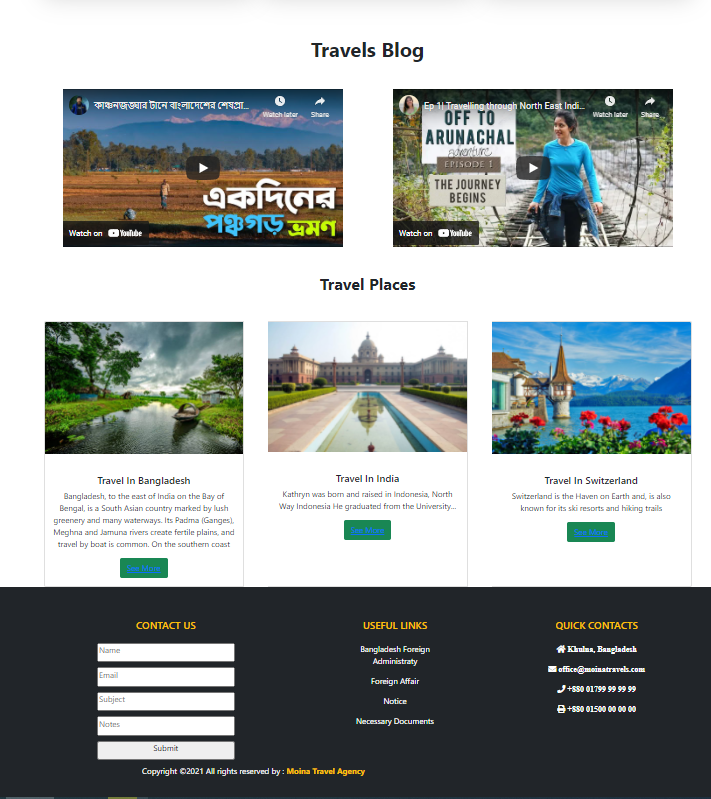 Travels Blog
কাঞ্চনজঙ্ঘার টানে বাংলাদেশের শেষপ্রা...
Watch later
Share
একদিনের
পঞ্চগড় ভ্রমণ
Watch on YouTube
Ep 1| Travelling through North East Indi...
Watch later
Share
OFF TO
ARUNACHAL
Adventure
EPISODE 1
THE JOURNEY
BEGINS
Watch on YouTube
Travel Places
Travel In Bangladesh
Bangladesh, to the east of India on the Bay of
Bengal, is a South Asian country marked by lush
greenery and many waterways. Its Padma (Ganges),
Meghna and Jamuna rivers create fertile plains, and
travel by boat is common. On the southern coast
See More
Travel In India
Kathryn was born and raised in Indonesia, North
Way Indonesia He graduated from the University...
See More
Travel In Switzerland
Switzerland is the Haven on Earth and, is also
known for its ski resorts and hiking trails
See More
CONTACT US
Name
Email
Subject
Notes
Submit
USEFUL LINKS
Bangladesh Foreign
Administraty
Foreign Affair
Notice
Necessary Documents
QUICK CONTACTS
Khulna, Bangladesh
office@moinatravels.com
+880 01799 99 99 99
+880 01500 00 00 00
Copyright ©2021 All rights reserved by : Moina Travel Agency